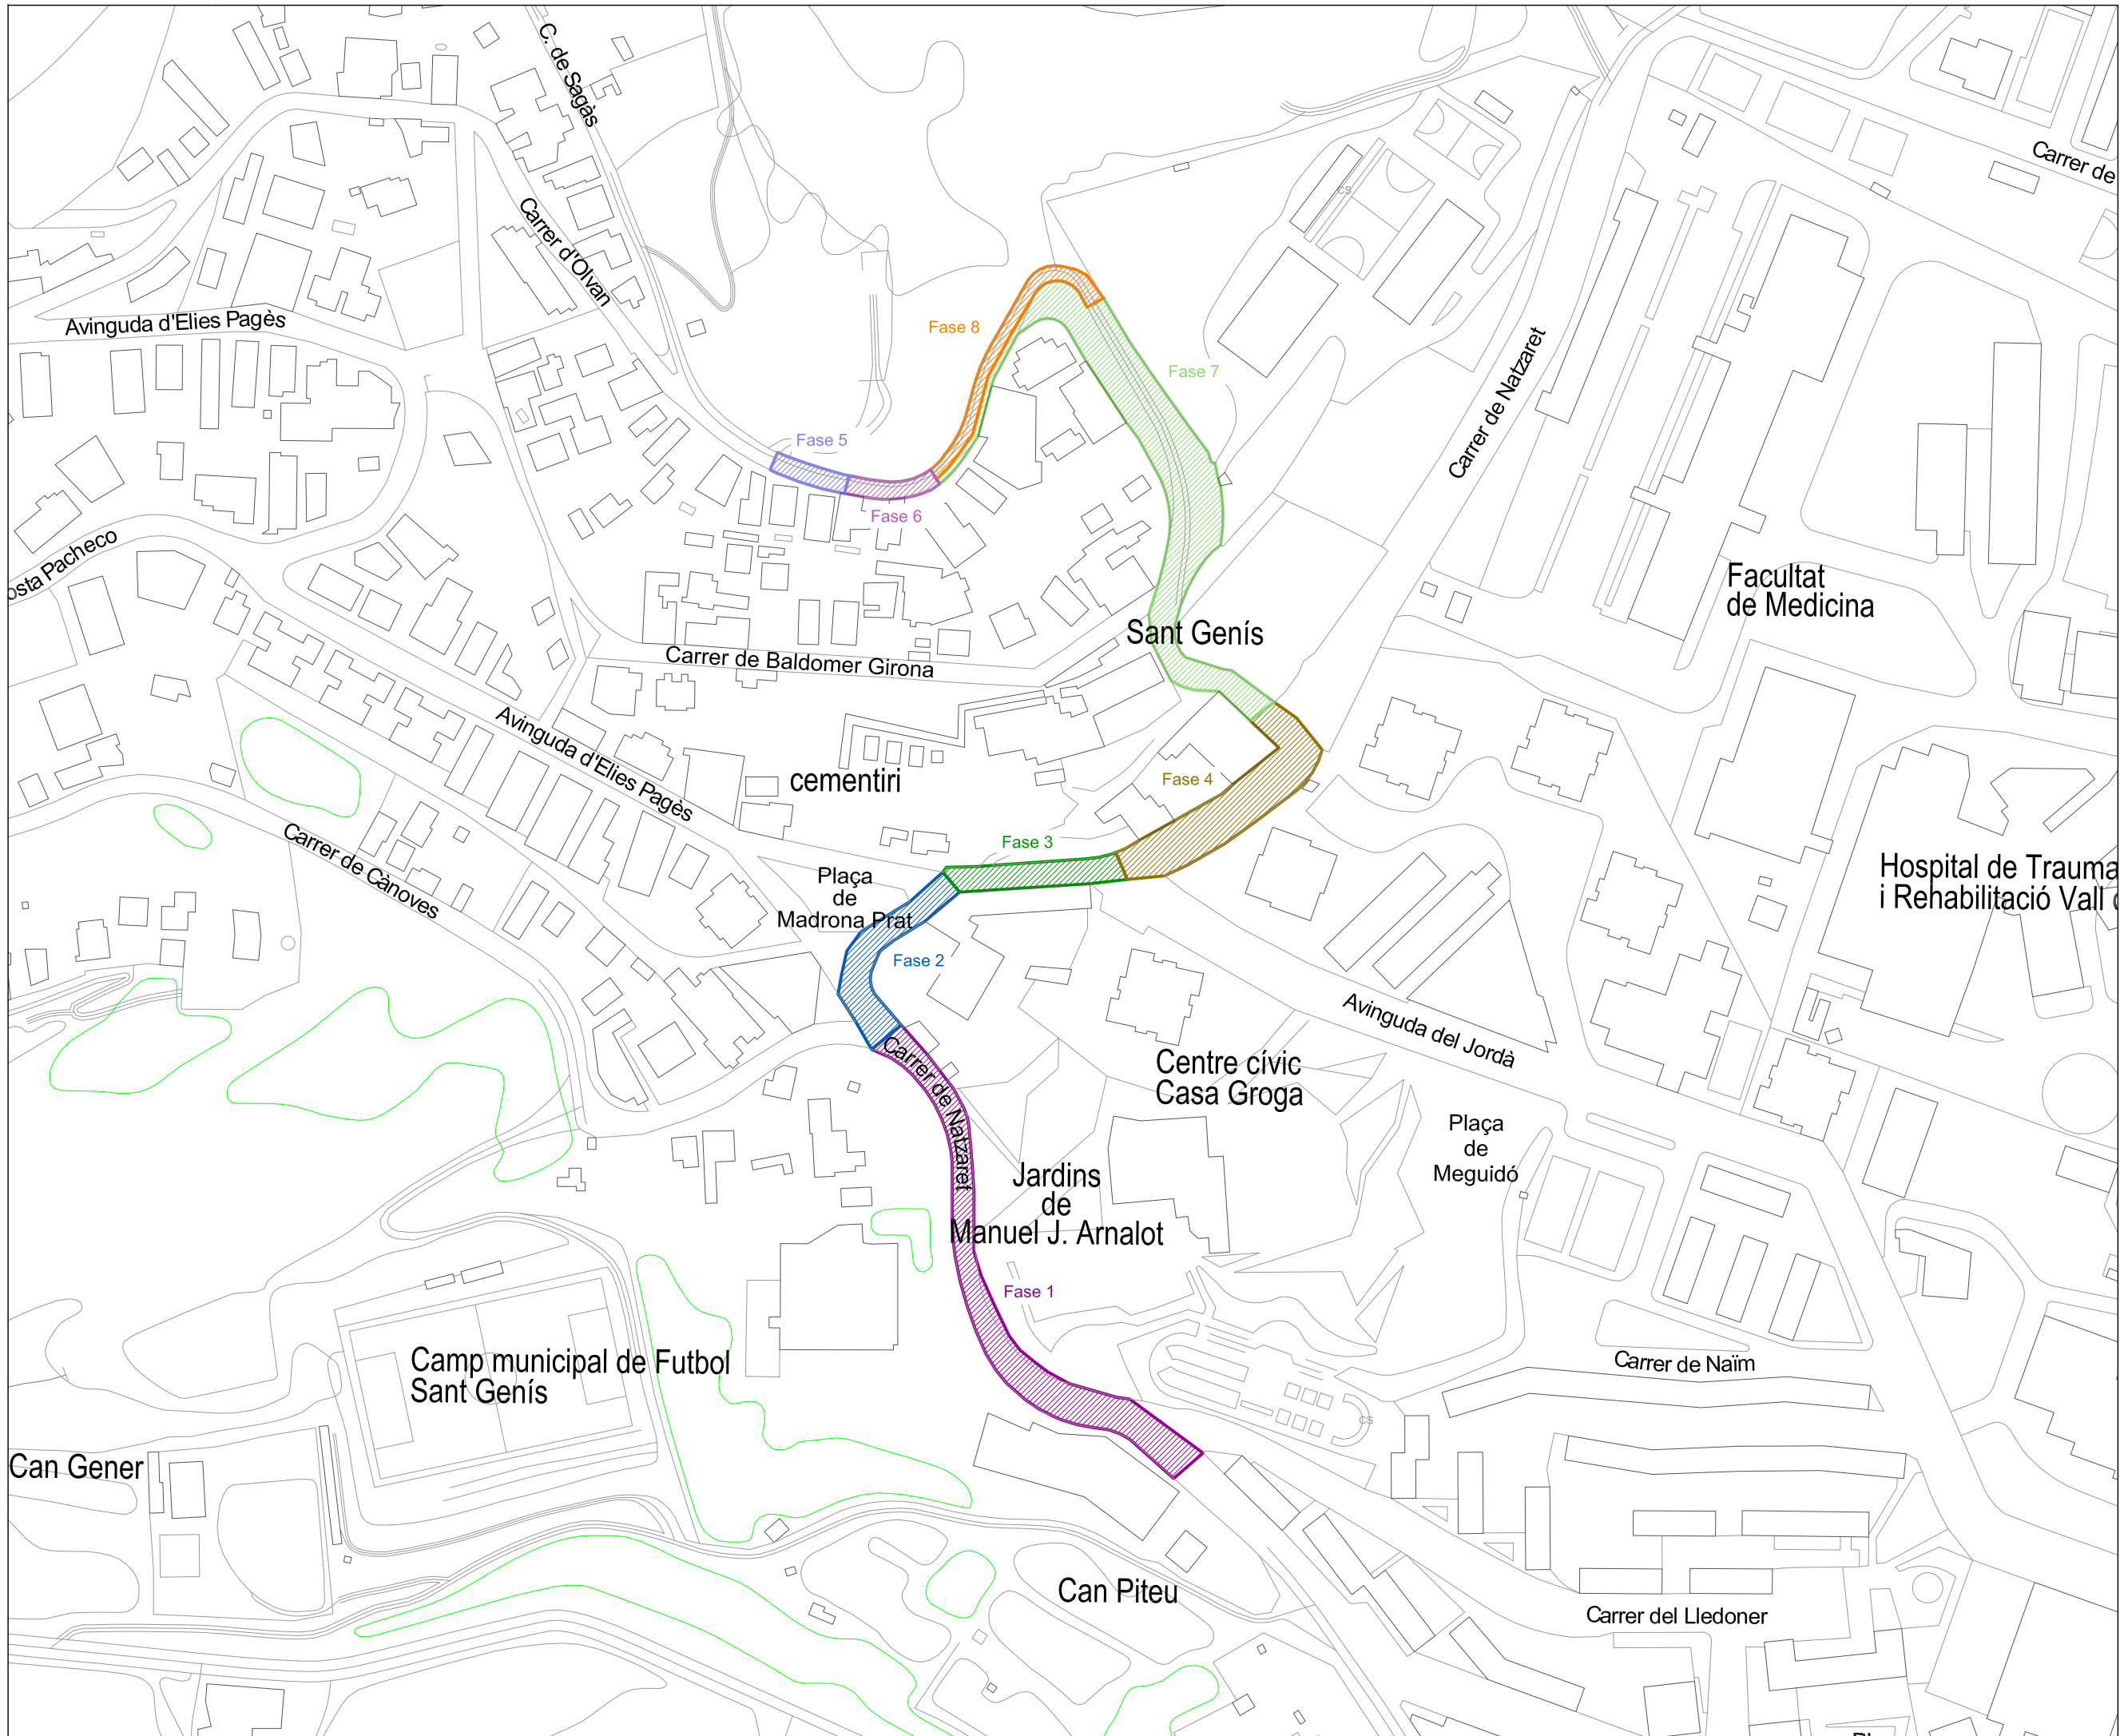 C. de Sagàs
Carrer de
cs
Carrer d'Olvan
Avinguda d'Elies Pagès
Fase 8
Carrer de Natzaret
Fase 7
Fase 5
Fase 6
osta Pacheco
Facultat
de Medicina
Sant Genís
Carrer de Baldomer Girona
Avinguda d'Elies Pagès
cementiri
Fase 4
Carrer de Cànoves
Fase 3
Hospital de Trauma
i Rehabilitació Vall d
Plaça
de
Madrona Prat
Fase 2
Avinguda del Jordà
Carrer de Natzaret
Centre cívic
Casa Groga
Plaça
de
Meguidó
Jardins
de
Manuel J. Arnalot
Fase 1
Camp municipal de Futbol
Sant Genís
Carrer de Naïm
cs
Can Gener
Can Piteu
Carrer del Lledoner